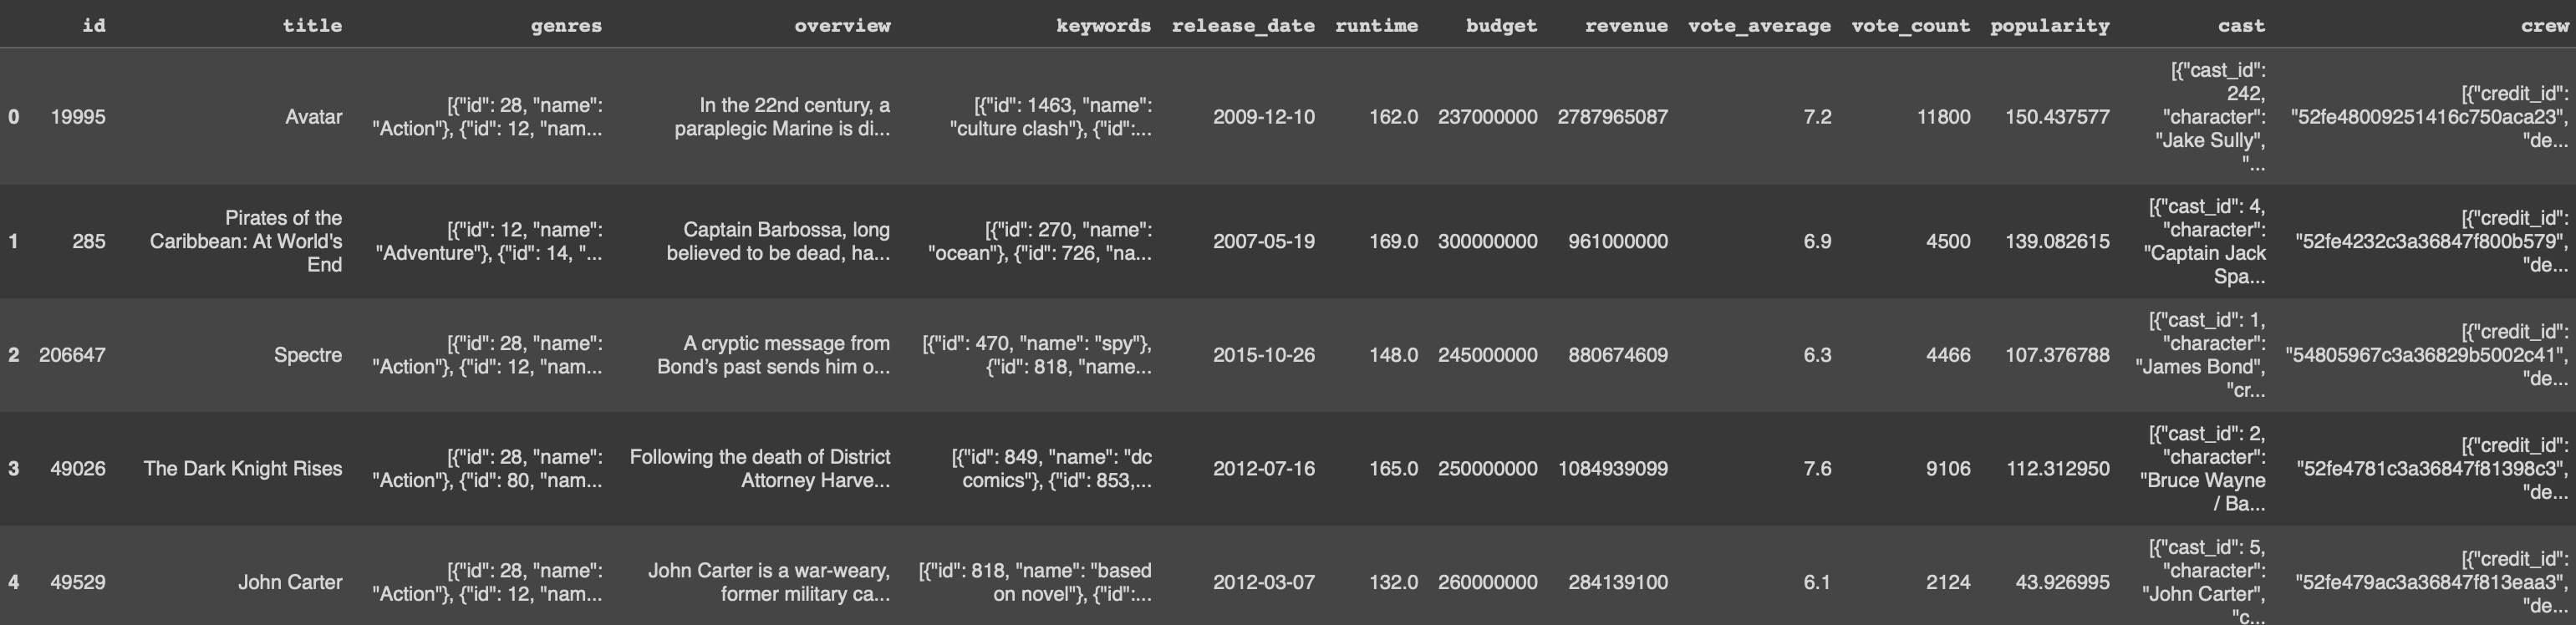 id title genres overview keywords release_date runtime budget revenue vote_average vote_count popularity cast crew
0 19995 Avatar [{"id": 28, "name": "Action"}, {"id": 12, "nam... In the 22nd century, a paraplegic Marine is di... [{"id": 1463, "name": "culture clash"}, {"id":... 2009-12-10 162.0 237000000 2787965087 7.2 11800 150.437577 [{"cast_id": 242, "character": "Jake Sully", "... [{"credit_id": "52fe48009251416c750aca23", "de...
1 285 Pirates of the Caribbean: At World's End [{"id": 12, "name": "Adventure"}, {"id": 14, "... Captain Barbossa, long believed to be dead, ha... [{"id": 270, "name": "ocean"}, {"id": 726, "na... 2007-05-19 169.0 300000000 961000000 6.9 4500 139.082615 [{"cast_id": 4, "character": "Captain Jack Spa... [{"credit_id": "52fe4232c3a36847f800b579", "de...
2 206647 Spectre [{"id": 28, "name": "Action"}, {"id": 12, "nam... A cryptic message from Bond’s past sends him o... [{"id": 470, "name": "spy"}, {"id": 818, "name... 2015-10-26 148.0 245000000 880674609 6.3 4466 107.376788 [{"cast_id": 1, "character": "James Bond", "cr... [{"credit_id": "54805967c3a36829b5002c41", "de...
3 49026 The Dark Knight Rises [{"id": 28, "name": "Action"}, {"id": 80, "nam... Following the death of District Attorney Harve... [{"id": 849, "name": "dc comics"}, {"id": 853,... 2012-07-16 165.0 250000000 1084939099 7.6 9106 112.312950 [{"cast_id": 2, "character": "Bruce Wayne / Ba... [{"credit_id": "52fe4781c3a36847f81398c3", "de...
4 49529 John Carter [{"id": 28, "name": "Action"}, {"id": 12, "nam... John Carter is a war-weary, former military ca... [{"id": 818, "name": "based on novel"}, {"id":... 2012-03-07 132.0 260000000 284139100 6.1 2124 43.926995 [{"cast_id": 5, "character": "John Carter", "c... [{"credit_id": "52fe479ac3a36847f813eaa3", "de...